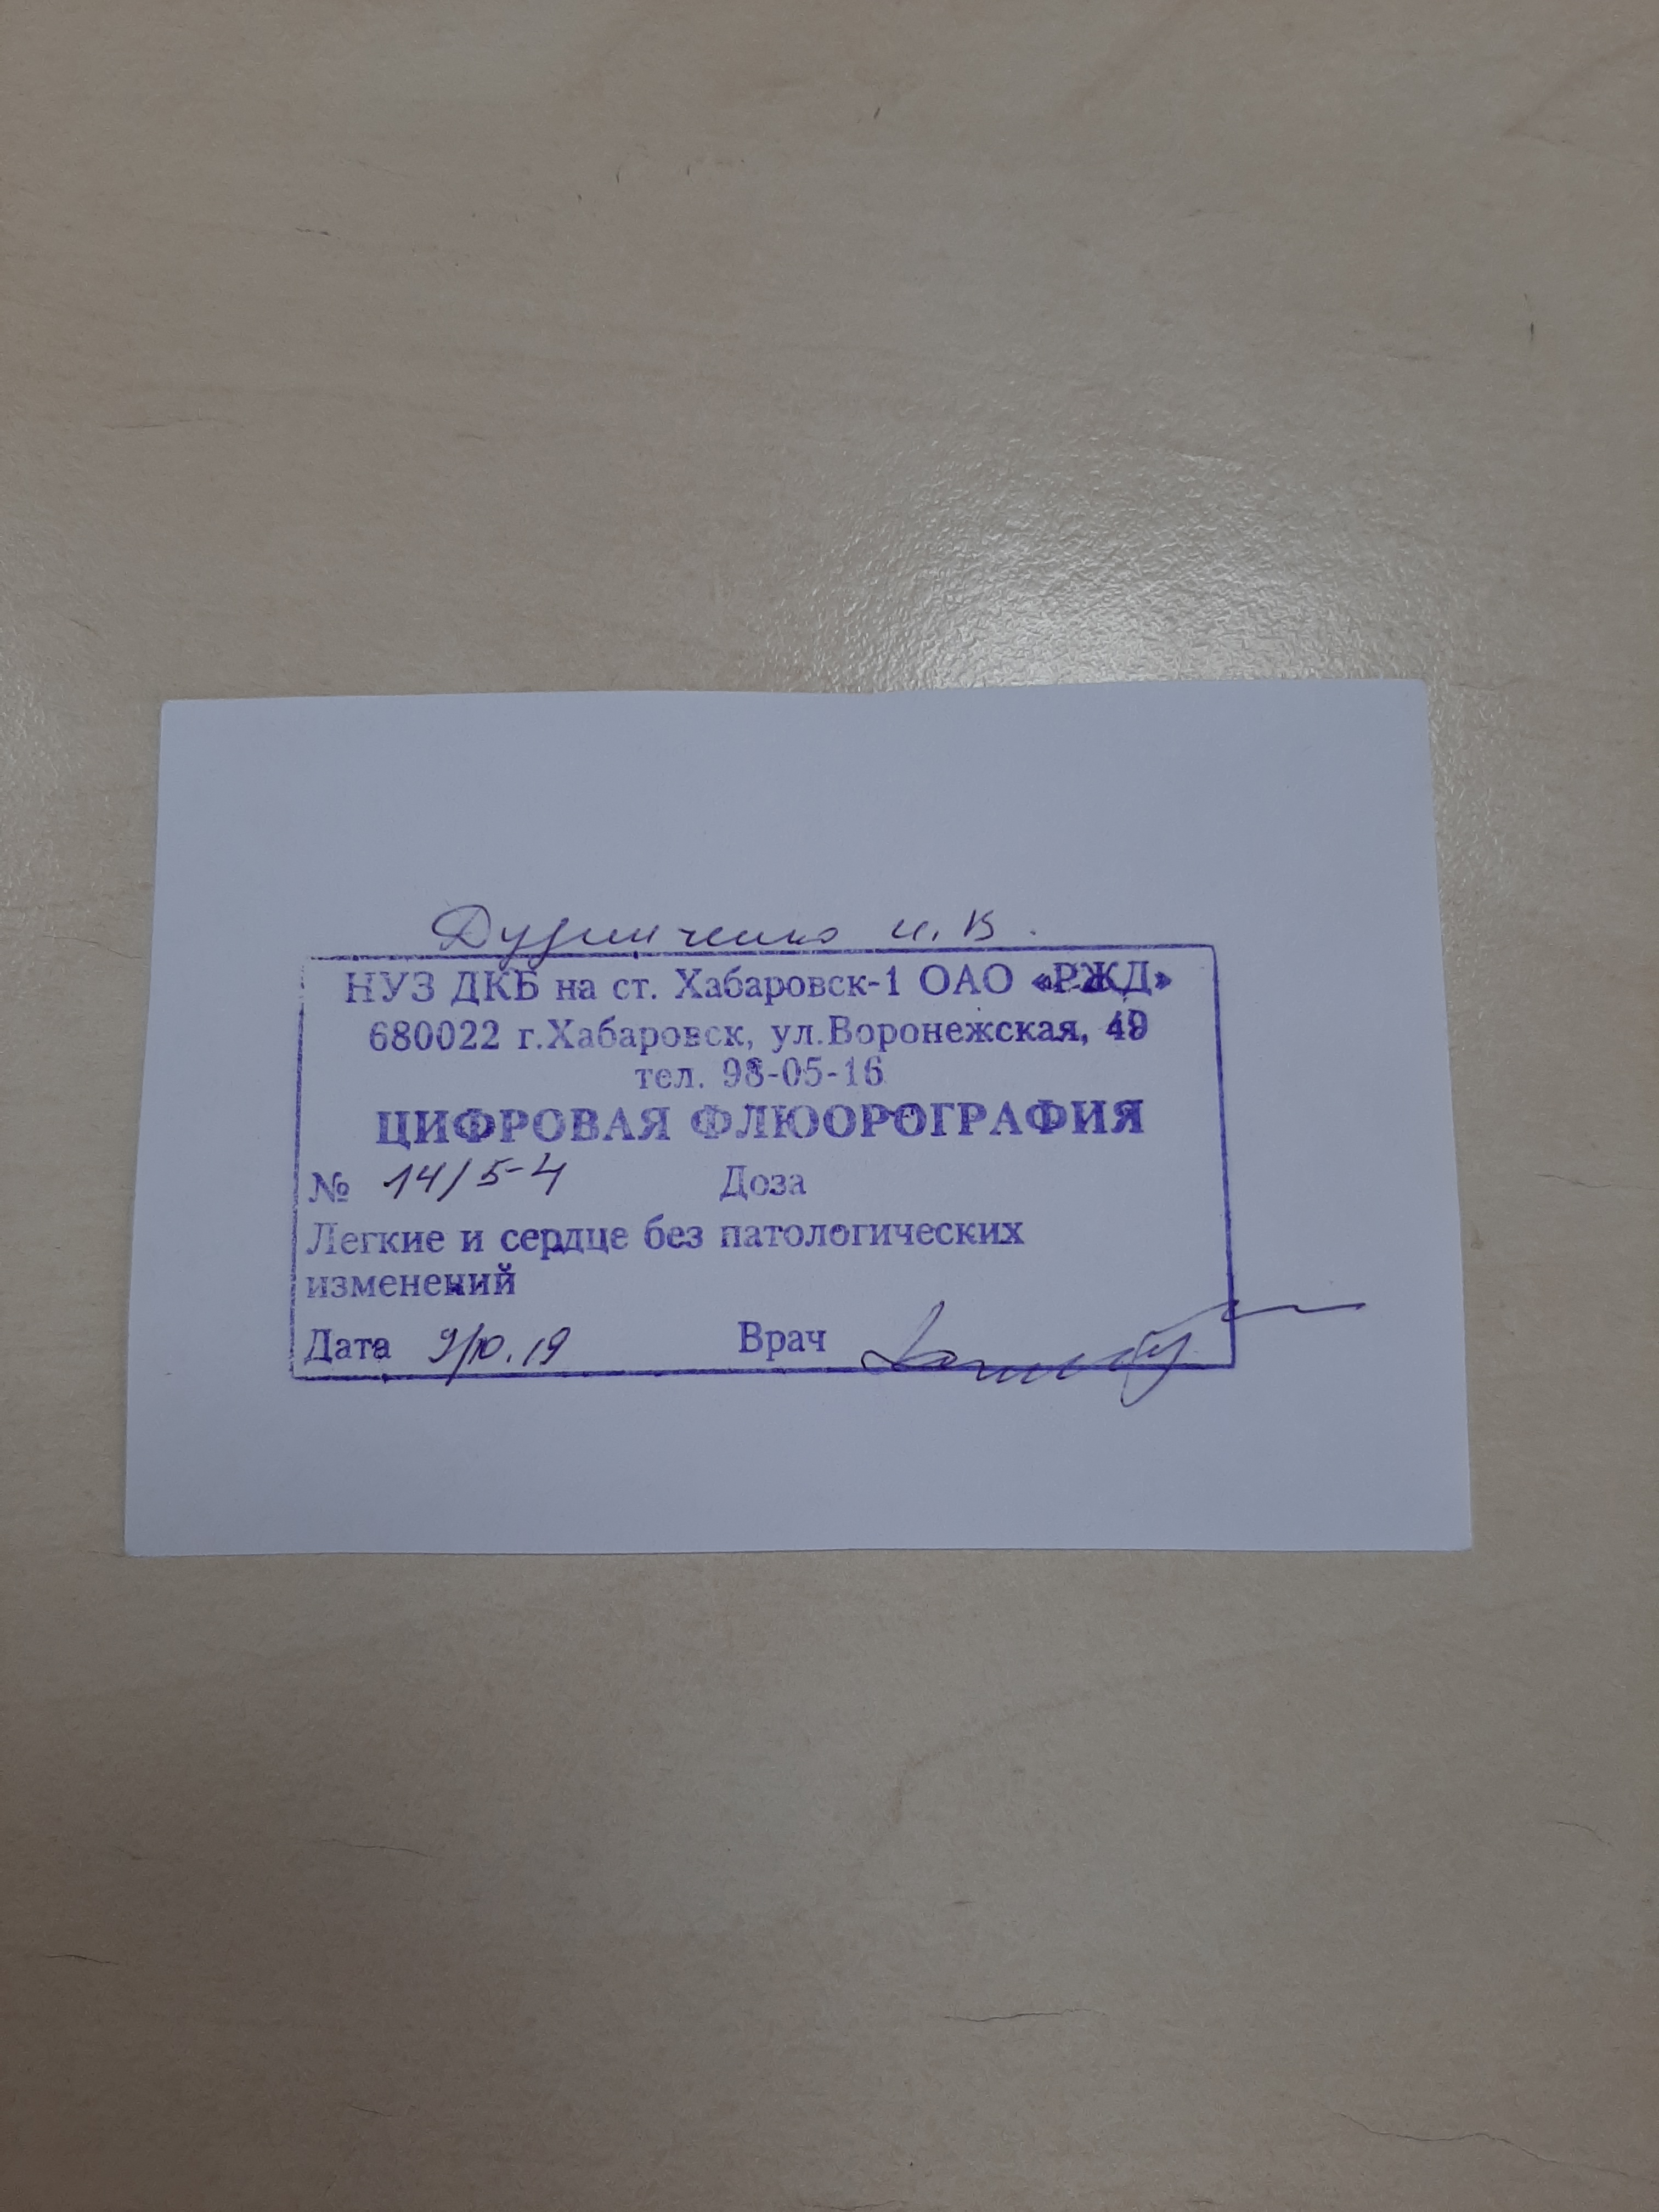 И. В.
НУЗ ДКБ на ст. Хабаровск-1 ОАО «РЖД»
680022 г.Хабаровск, ул.Воронежская, 49
тел. 98-05-16
ЦИФРОВАЯ ФЛЮОРОГРАФИЯ
№ 14/5-4 Доза
Легкие и сердце без патологических
изменений
Дата 9/10.19 Врач